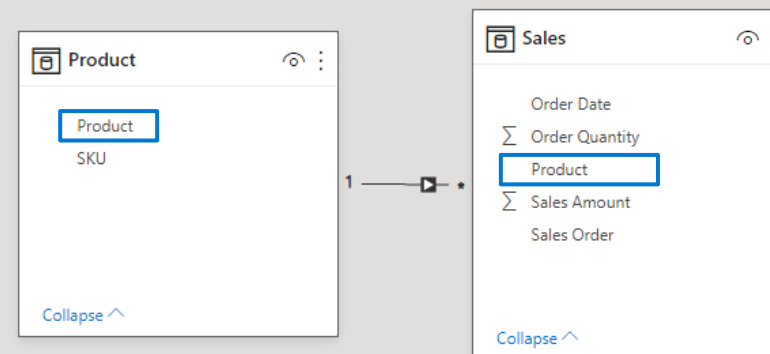 Product
Product
SKU
Collapse
1
*
Sales
Order Date
Σ Order Quantity
Product
Σ Sales Amount
Sales Order
Collapse